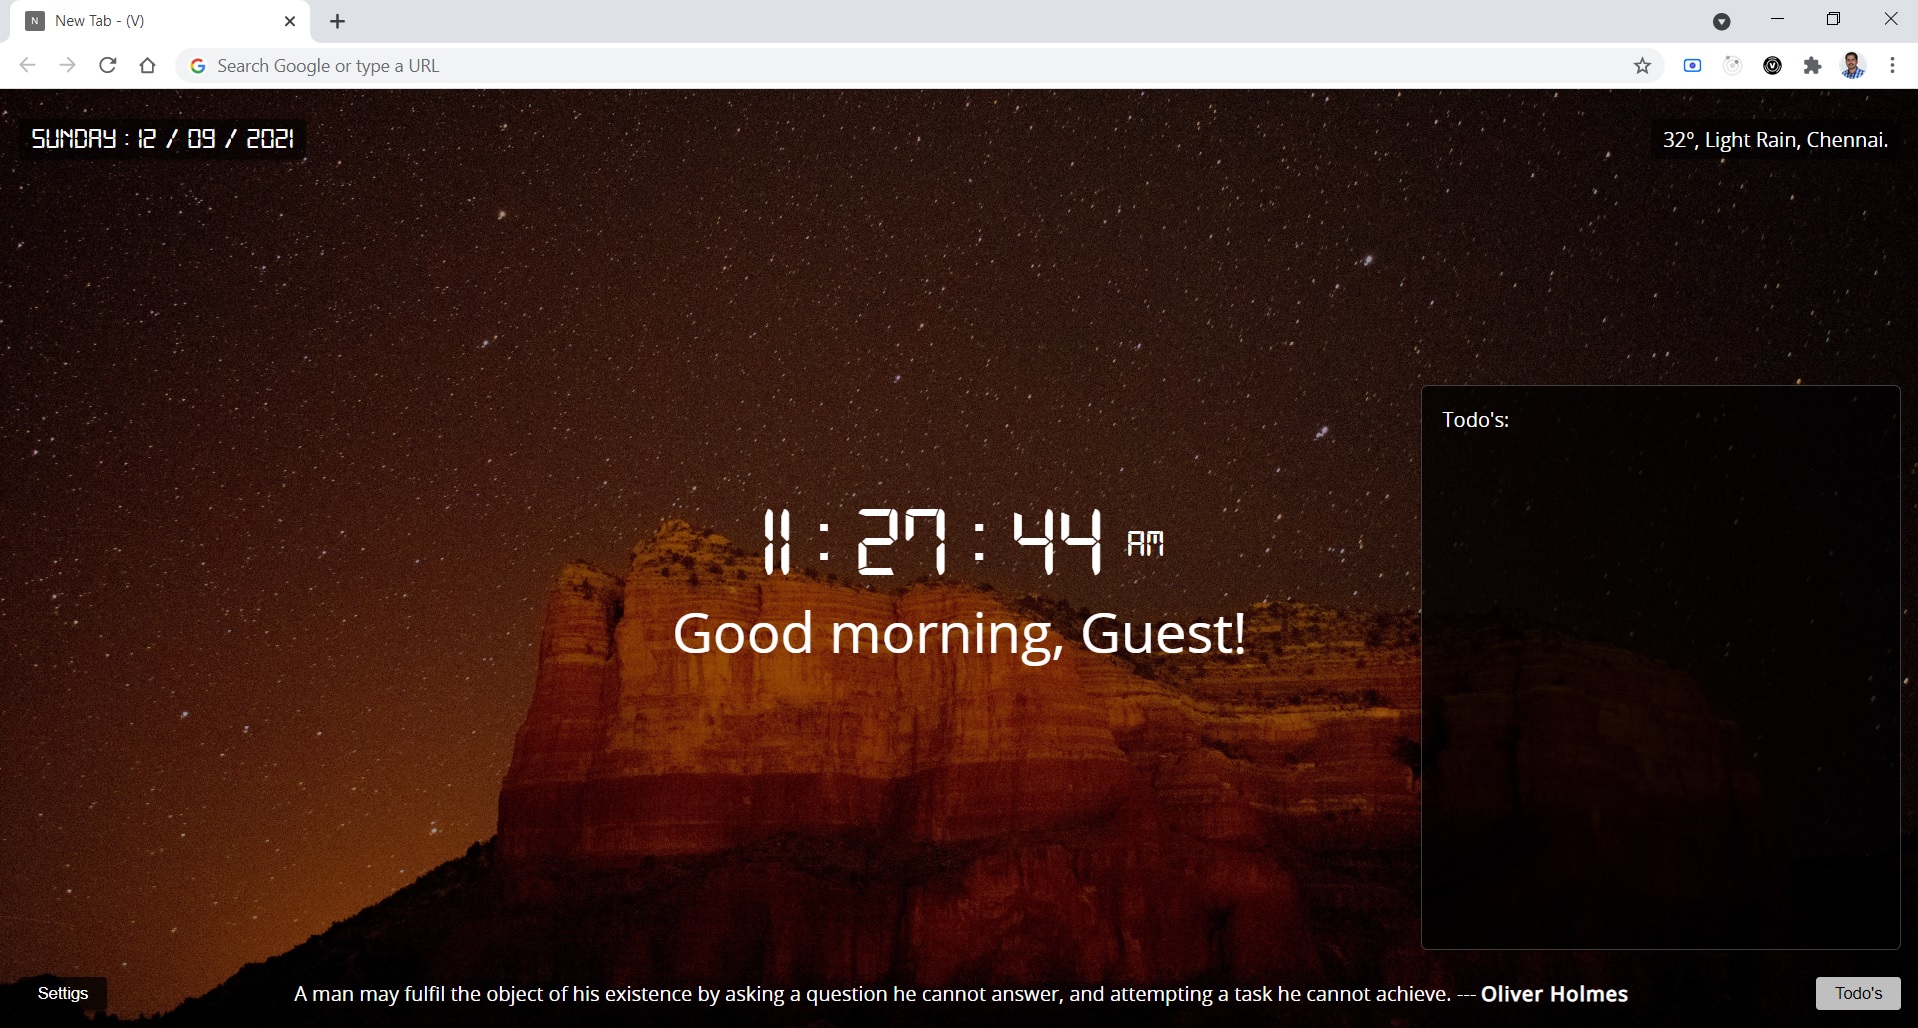 N New Tab - (V)
Search Google or type a URL
SUNDAY : 12 / 09 / 2021
32°, Light Rain, Chennai.
Todo's:
11 : 27 : 44 AM
Good morning, Guest!
Settigs
A man may fulfil the object of his existence by asking a question he cannot answer, and attempting a task he cannot achieve. --- Oliver Holmes
Todo's